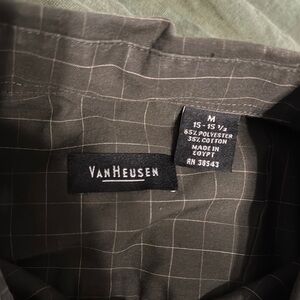 VAN HEUSEN
M
15-15 1/2
65% POLYESTER
35% COTTON
MADE IN
EGYPT
RN 38543